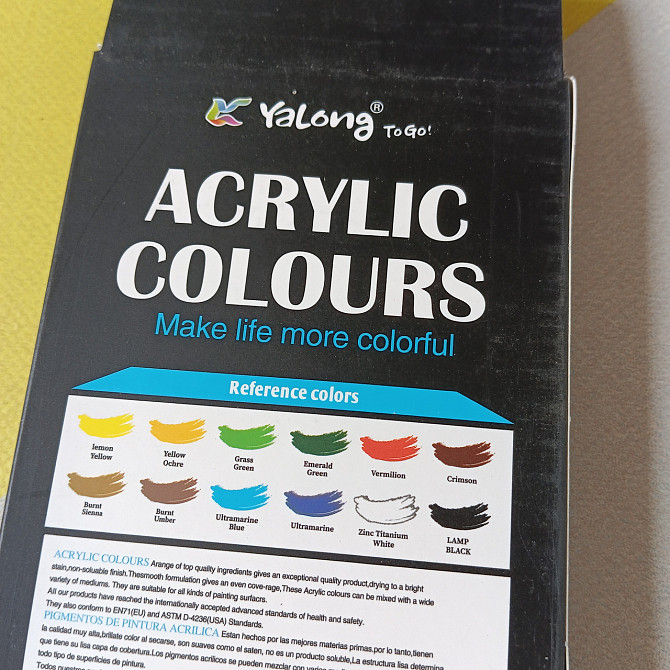 YaLong® To Go!
ACRYLIC
COLOURS
Make life more colorful
Reference colors
lemon Yellow
Yellow Ochre
Grass Green
Emerald Green
Vermilion
Crimson
Burnt Sienna
Burnt Umber
Ultramarine Blue
Ultramarine
Zinc Titanium White
LAMP BLACK
ACRYLIC COLOURS Arange of top quality ingredients gives an exceptional quality product,drying to a bright
stain,non-soluable finish.Thesmooth formulation gives an even cove-rage,These Acrylic colours can be mixed with a wide
variety of mediums. They are suitable for all kinds of painting surfacrs.
All our products have reached the internationally accepted advanced standards of health and safety.
They also conform to EN71(EU) and ASTM D-4236(USA) Standards.
PIGMENTOS DE PINTURA ACRILICA Estan hechos por las mejores materias primas.por lo tanto,tienen
la calidad muy alta,brillate color al secarse, son suaves como el saten, no es un producto soluble,La estructura lisa determina
que tiene su lisa capa de cobertura.Los pigmentos acrilicos se pueden mezclar con varios
todo tipo de superficies de pintura.
Todos nuestros